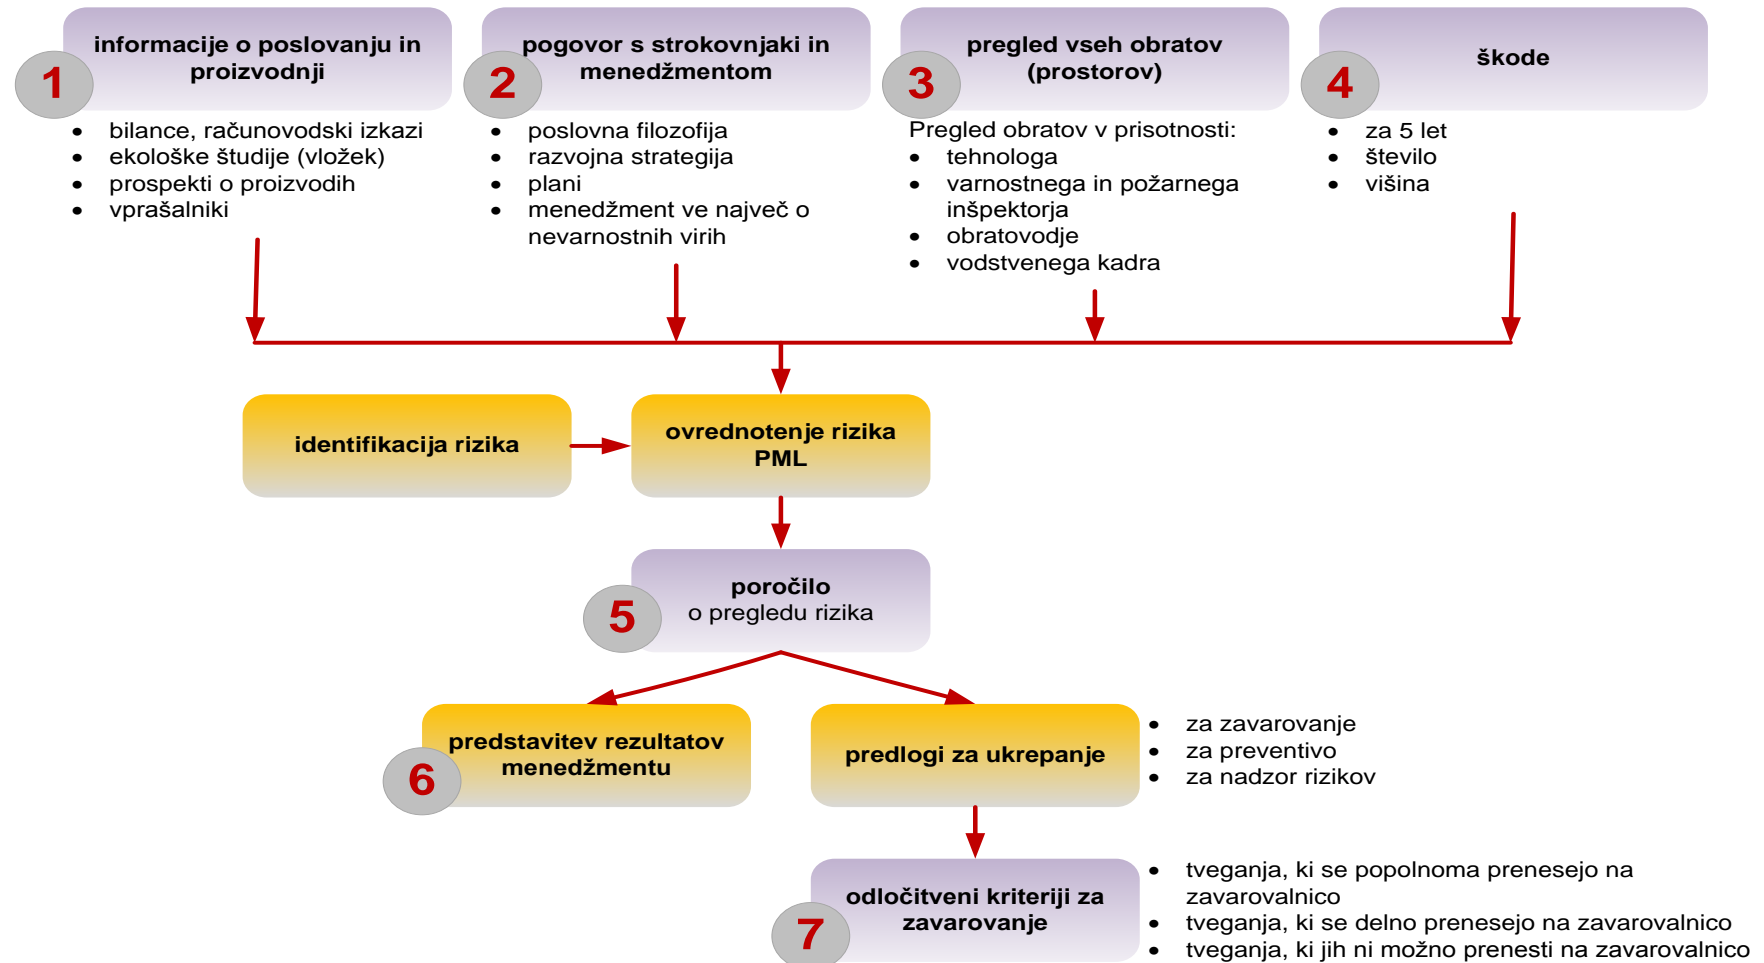 1
informacije o poslovanju in
proizvodnji
• bilance, računovodski izkazi
• ekološke študije (vložek)
• prospekti o proizvodih
• vprašalniki
2
pogovor s strokovnjaki in
menedžmentom
• poslovna filozofija
• razvojna strategija
• plani
• menedžment ve največ o
nevarnostnih virih
3
pregled vseh obratov
(prostorov)
Pregled obratov v prisotnosti:
• tehnologa
• varnostnega in požarnega
inšpektorja
• obratovodje
• vodstvenega kadra
4
škode
• za 5 let
• število
• višina
identifikacija rizika
ovrednotenje rizika
PML
5
poročilo
o pregledu rizika
6
predstavitev rezultatov
menedžmentu
predlogi za ukrepanje
• za zavarovanje
• za preventivo
• za nadzor rizikov
7
odločitveni kriteriji za
zavarovanje
• tveganja, ki se popolnoma prenesejo na
zavarovalnico
• tveganja, ki se delno prenesejo na zavarovalnico
• tveganja, ki jih ni možno prenesti na zavarovalnico